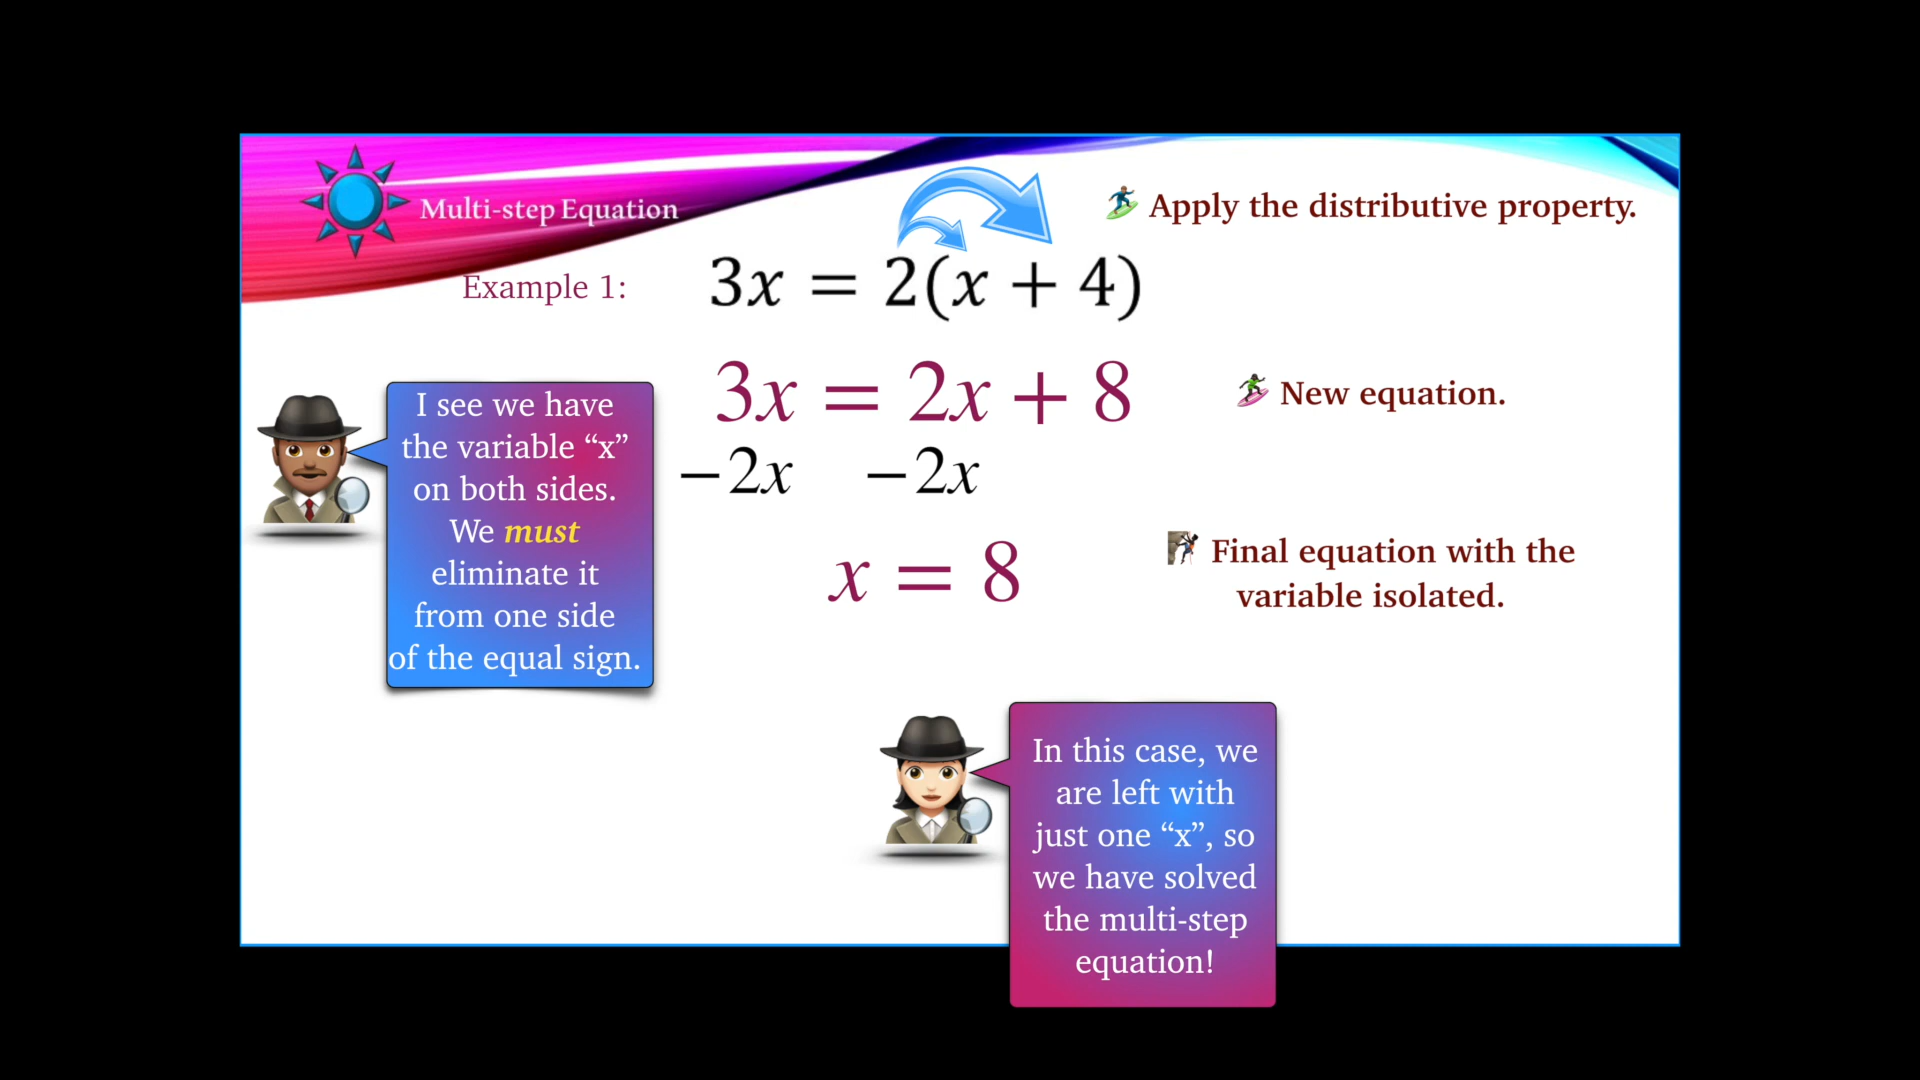 Multi-step Equation
Apply the distributive property.
Example 1:
3x = 2(x + 4)
3x = 2x + 8
New equation.
−2x −2x
x = 8
Final equation with the
variable isolated.
I see we have
the variable “x”
on both sides.
We must
eliminate it
from one side
of the equal sign.
In this case, we
are left with
just one “x”, so
we have solved
the multi-step
equation!